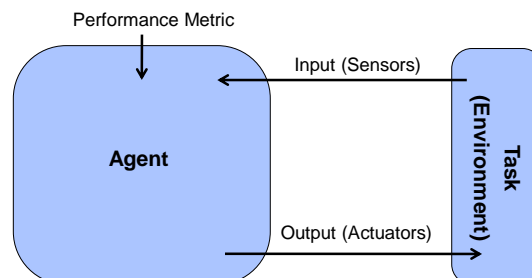 Performance Metric
Input (Sensors)
Agent
Task
(Environment)
Output (Actuators)